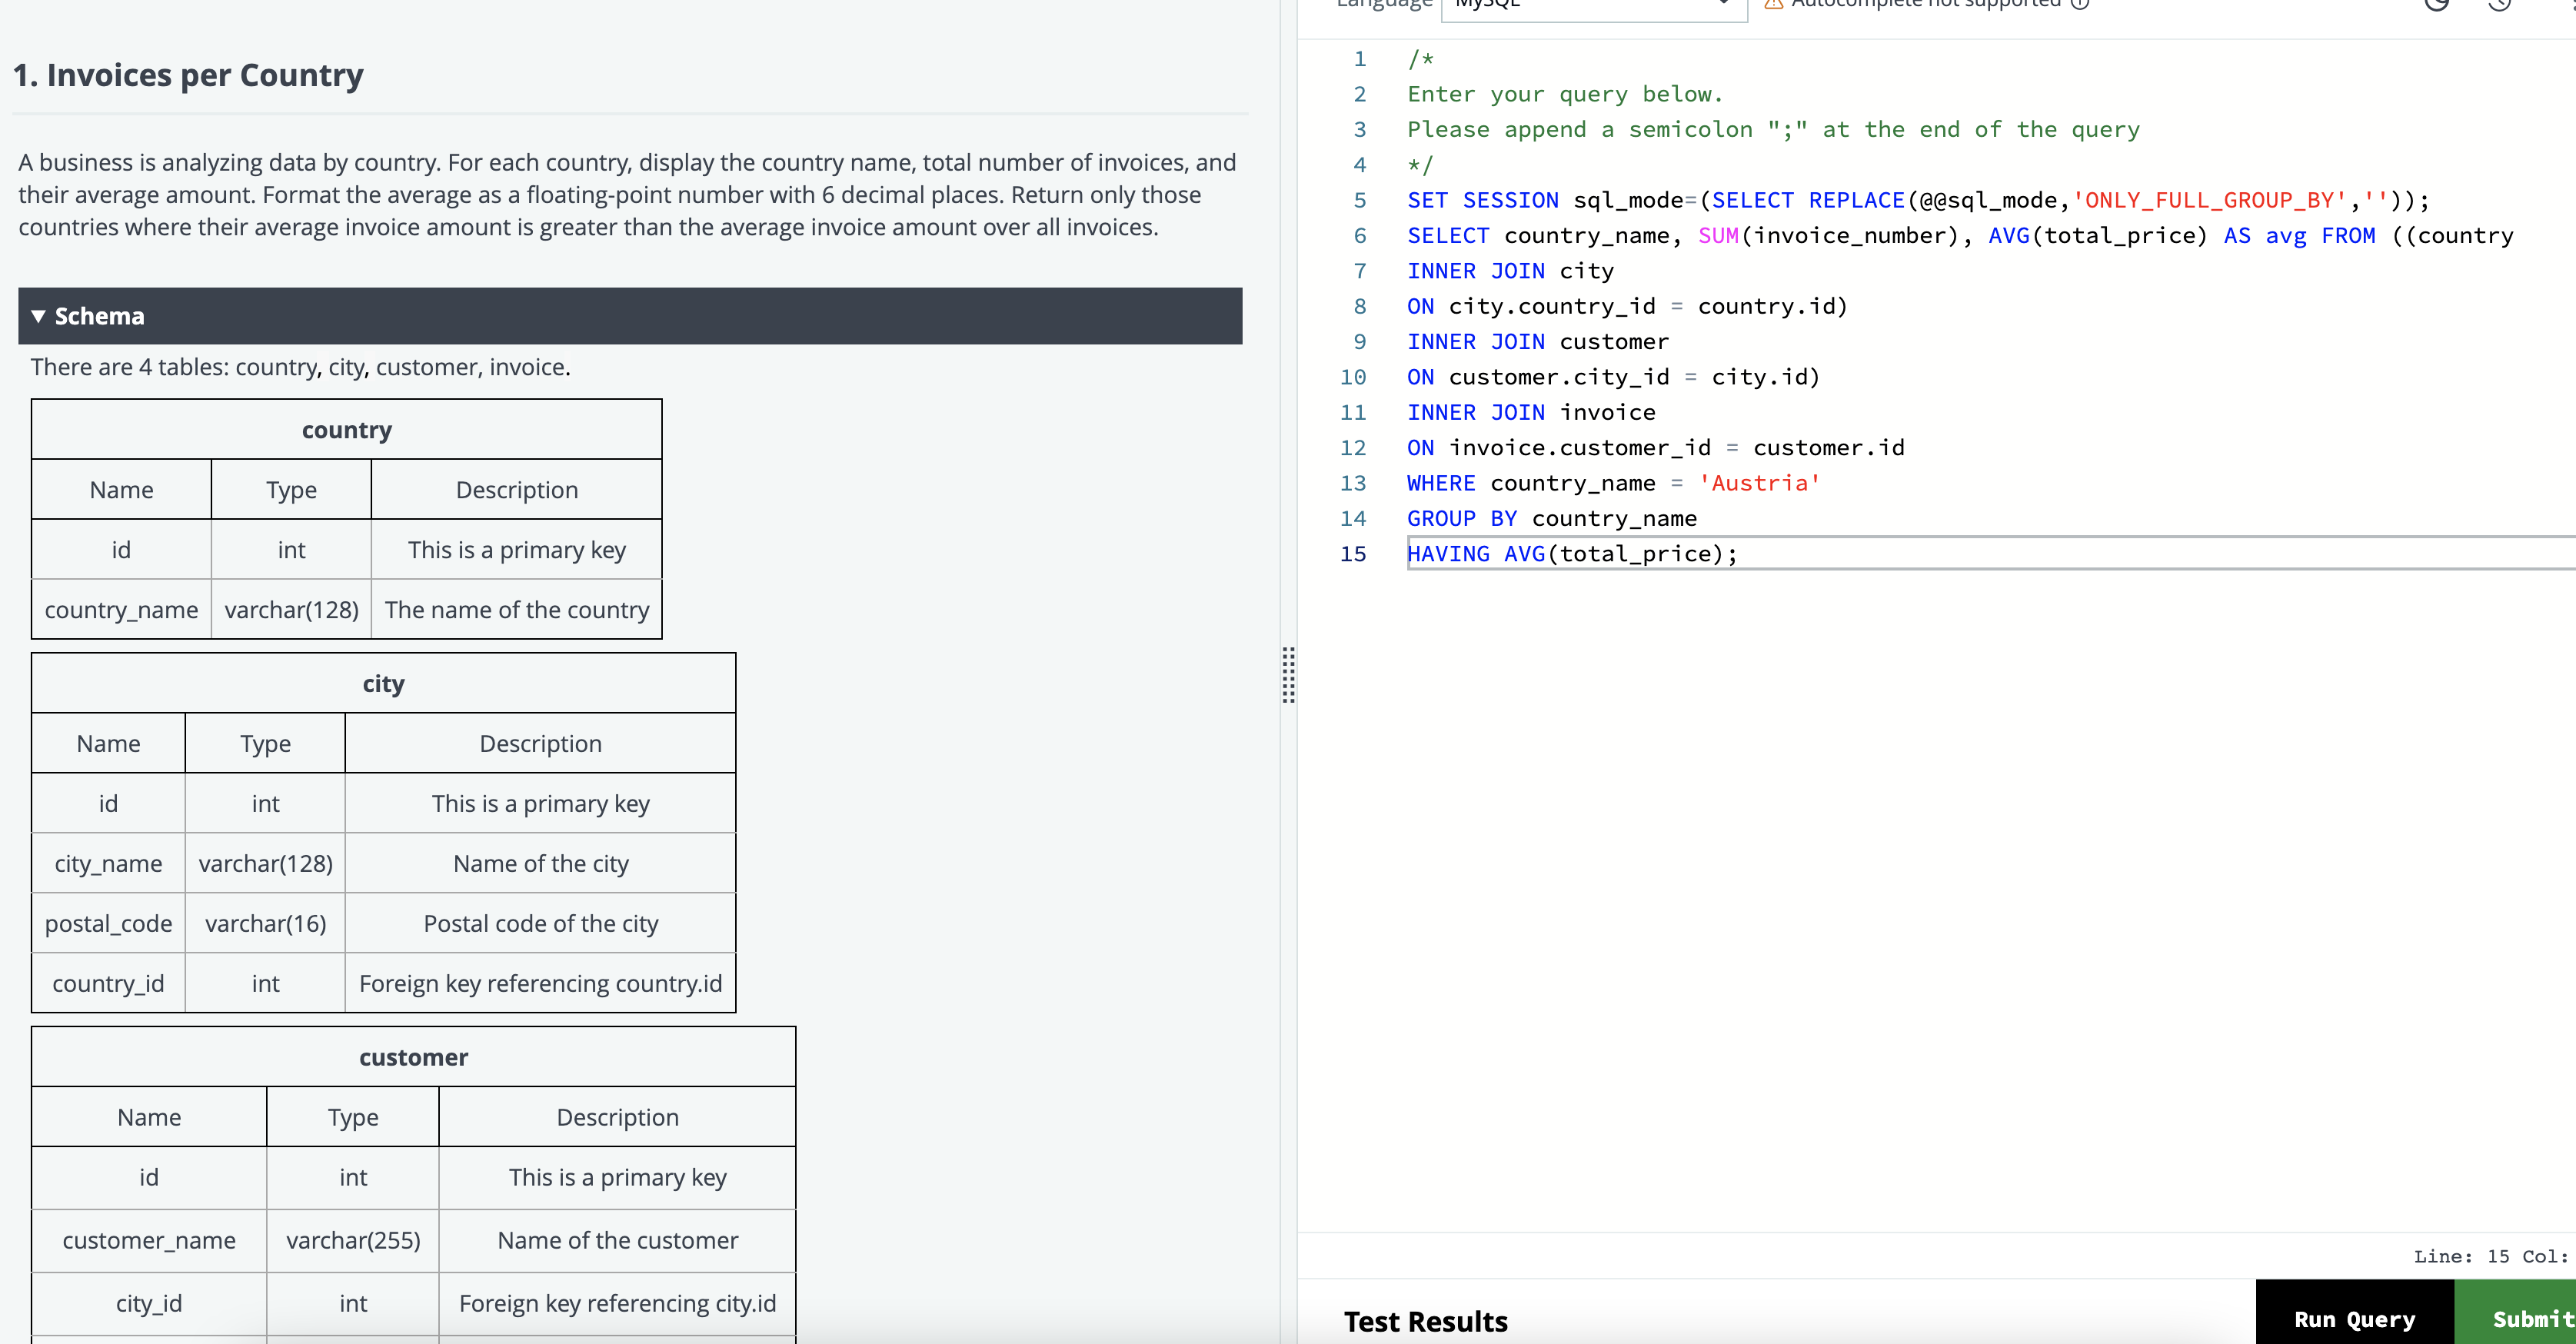 1. Invoices per Country
A business is analyzing data by country. For each country, display the country name, total number of invoices, and
their average amount. Format the average as a floating-point number with 6 decimal places. Return only those
countries where their average invoice amount is greater than the average invoice amount over all invoices.
▼ Schema
There are 4 tables: country, city, customer, invoice.
country
Name Type Description
id int This is a primary key
country_name varchar(128) The name of the country
city
Name Type Description
id int This is a primary key
city_name varchar(128) Name of the city
postal_code varchar(16) Postal code of the city
country_id int Foreign key referencing country.id
customer
Name Type Description
id int This is a primary key
customer_name varchar(255) Name of the customer
city_id int Foreign key referencing city.id
Language MySQL Autocomplete not supported
1 /*
2 Enter your query below.
3 Please append a semicolon ";" at the end of the query
4 */
5 SET SESSION sql_mode=(SELECT REPLACE(@@sql_mode,'ONLY_FULL_GROUP_BY',''));
6 SELECT country_name, SUM(invoice_number), AVG(total_price) AS avg FROM ((country
7 INNER JOIN city
8 ON city.country_id = country.id)
9 INNER JOIN customer
10 ON customer.city_id = city.id)
11 INNER JOIN invoice
12 ON invoice.customer_id = customer.id
13 WHERE country_name = 'Austria'
14 GROUP BY country_name
15 HAVING AVG(total_price);
Line: 15 Col:
Test Results
Run Query
Submit